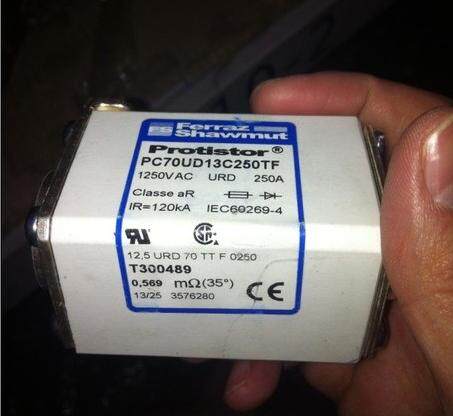 FS Ferraz
Shawmut
Protistor®
PC70UD13C250TF
1250VAC URD 250A
Classe aR
IR=120kA IEC60269-4
12,5 URD 70 TT F 0250
T300489
0,569 mΩ(35°)
13/25 3576280
CE